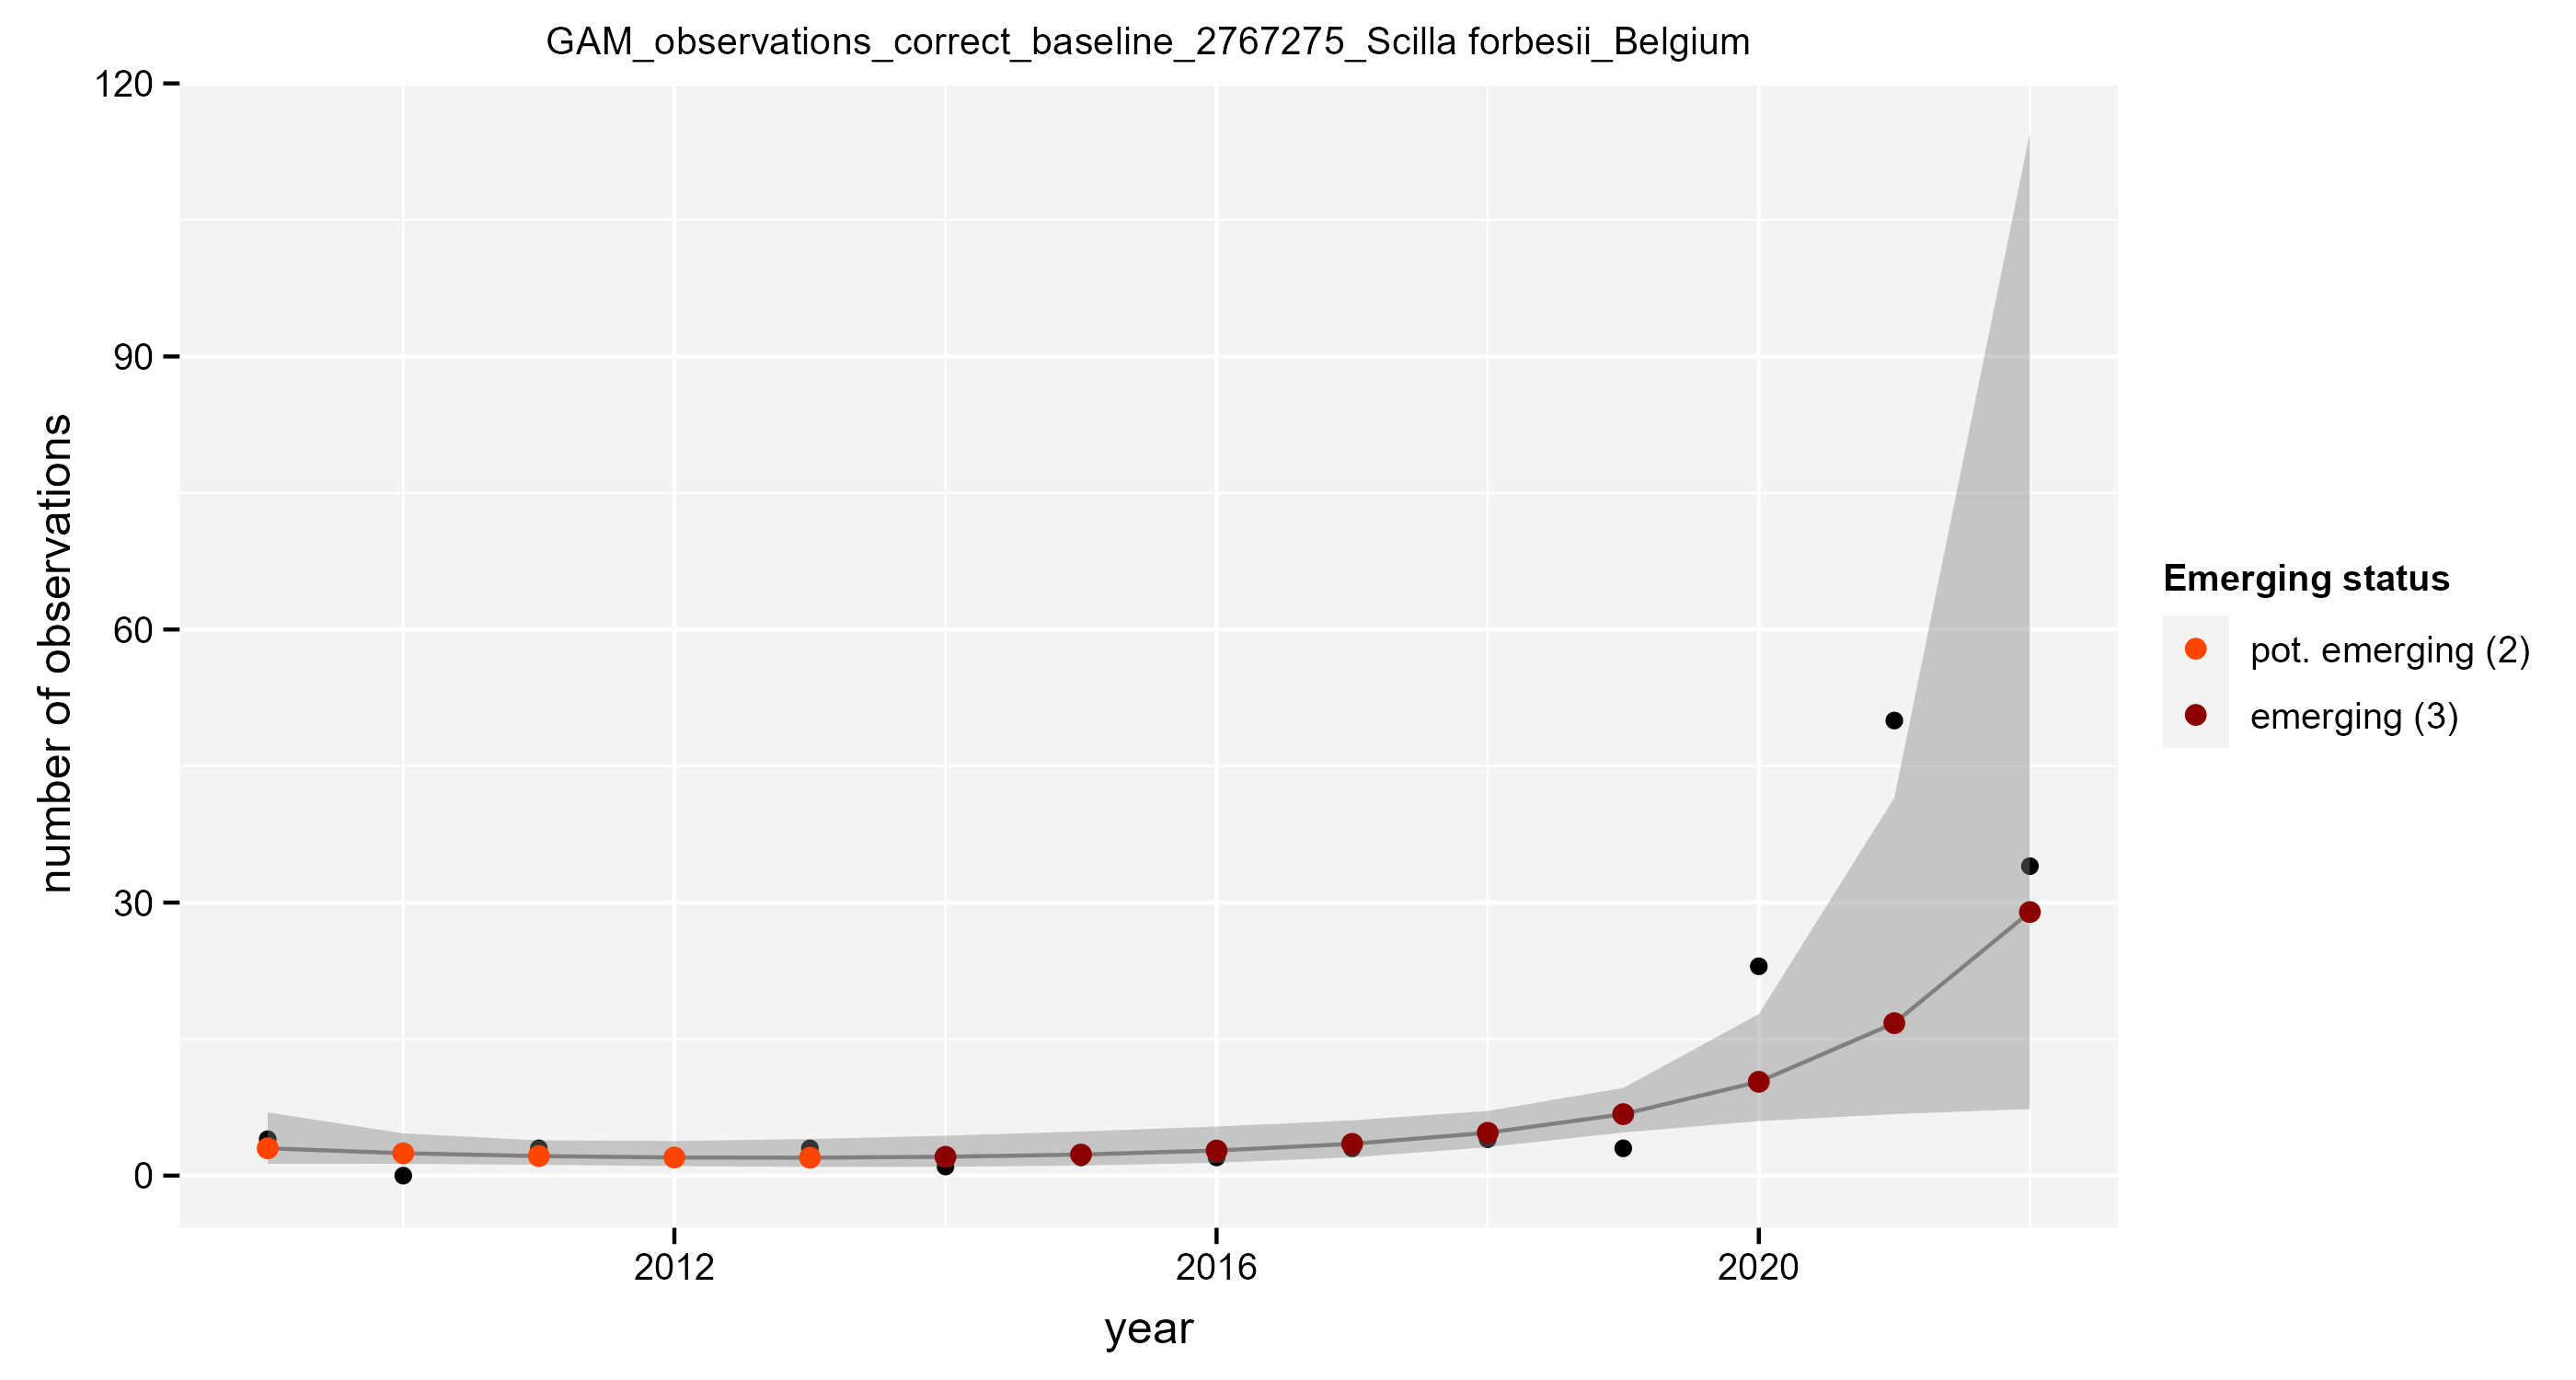 GAM_observations_correct_baseline_2767275_Scilla forbesii_Belgium
120
90
60
30
0
number of observations
2012
2016
2020
year
Emerging status
pot. emerging (2)
emerging (3)